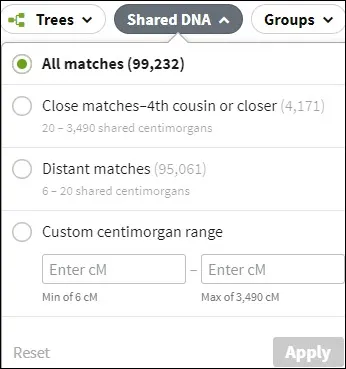 Trees Shared DNA Groups
All matches (99,232)
Close matches–4th cousin or closer (4,171)
20 – 3,490 shared centimorgans
Distant matches (95,061)
6 – 20 shared centimorgans
Custom centimorgan range
Enter cM – Enter cM
Min of 6 cM Max of 3,490 cM
Reset Apply